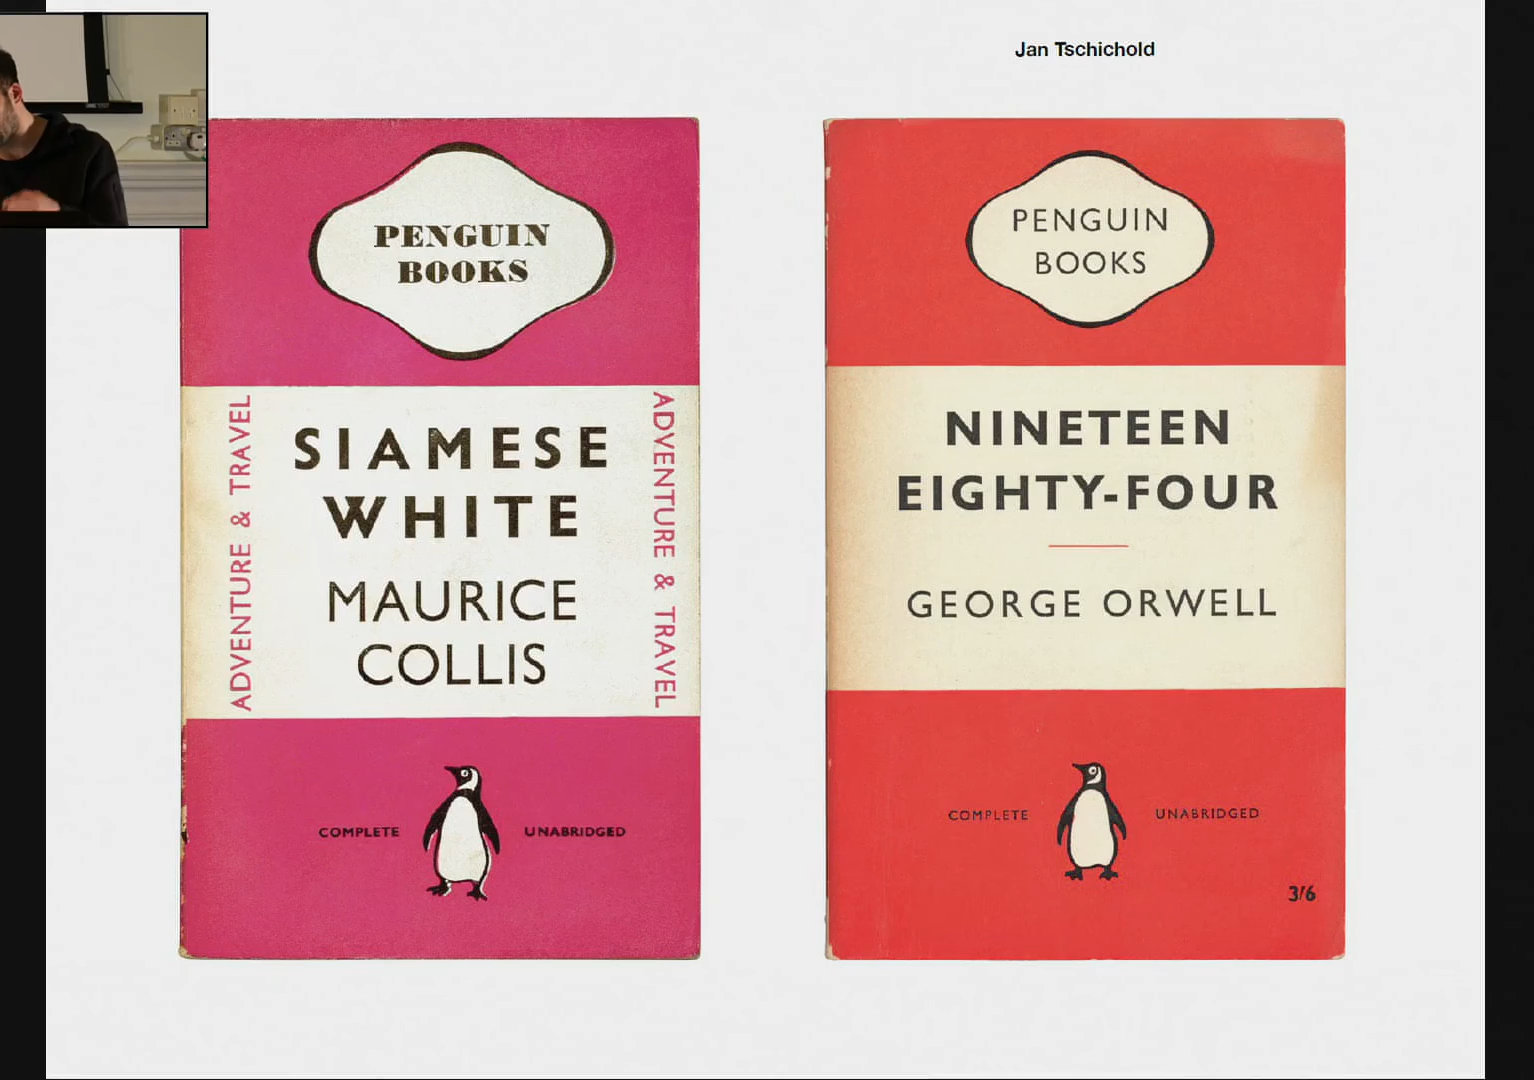 Jan Tschichold
PENGUIN
BOOKS
ADVENTURE & TRAVEL
SIAMESE
WHITE
MAURICE
COLLIS
ADVENTURE & TRAVEL
COMPLETE
UNABRIDGED
PENGUIN
BOOKS
NINETEEN
EIGHTY-FOUR
GEORGE ORWELL
COMPLETE
UNABRIDGED
3/6